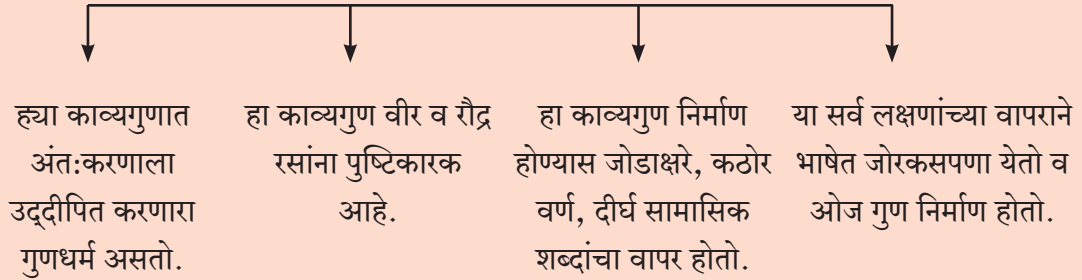 ह्या काव्यगुणात
अंत:करणाला
उद्‌दीपित करणारा
गुणधर्म असतो.
हा काव्यगुण वीर व रौद्र
रसांना पुष्टिकारक
आहे.
हा काव्यगुण निर्माण
होण्यास जोडाक्षरे, कठोर
वर्ण, दीर्घ सामासिक
शब्दांचा वापर होतो.
या सर्व लक्षणांच्या वापराने
भाषेत जोरकसपणा येतो व
ओज गुण निर्माण होतो.